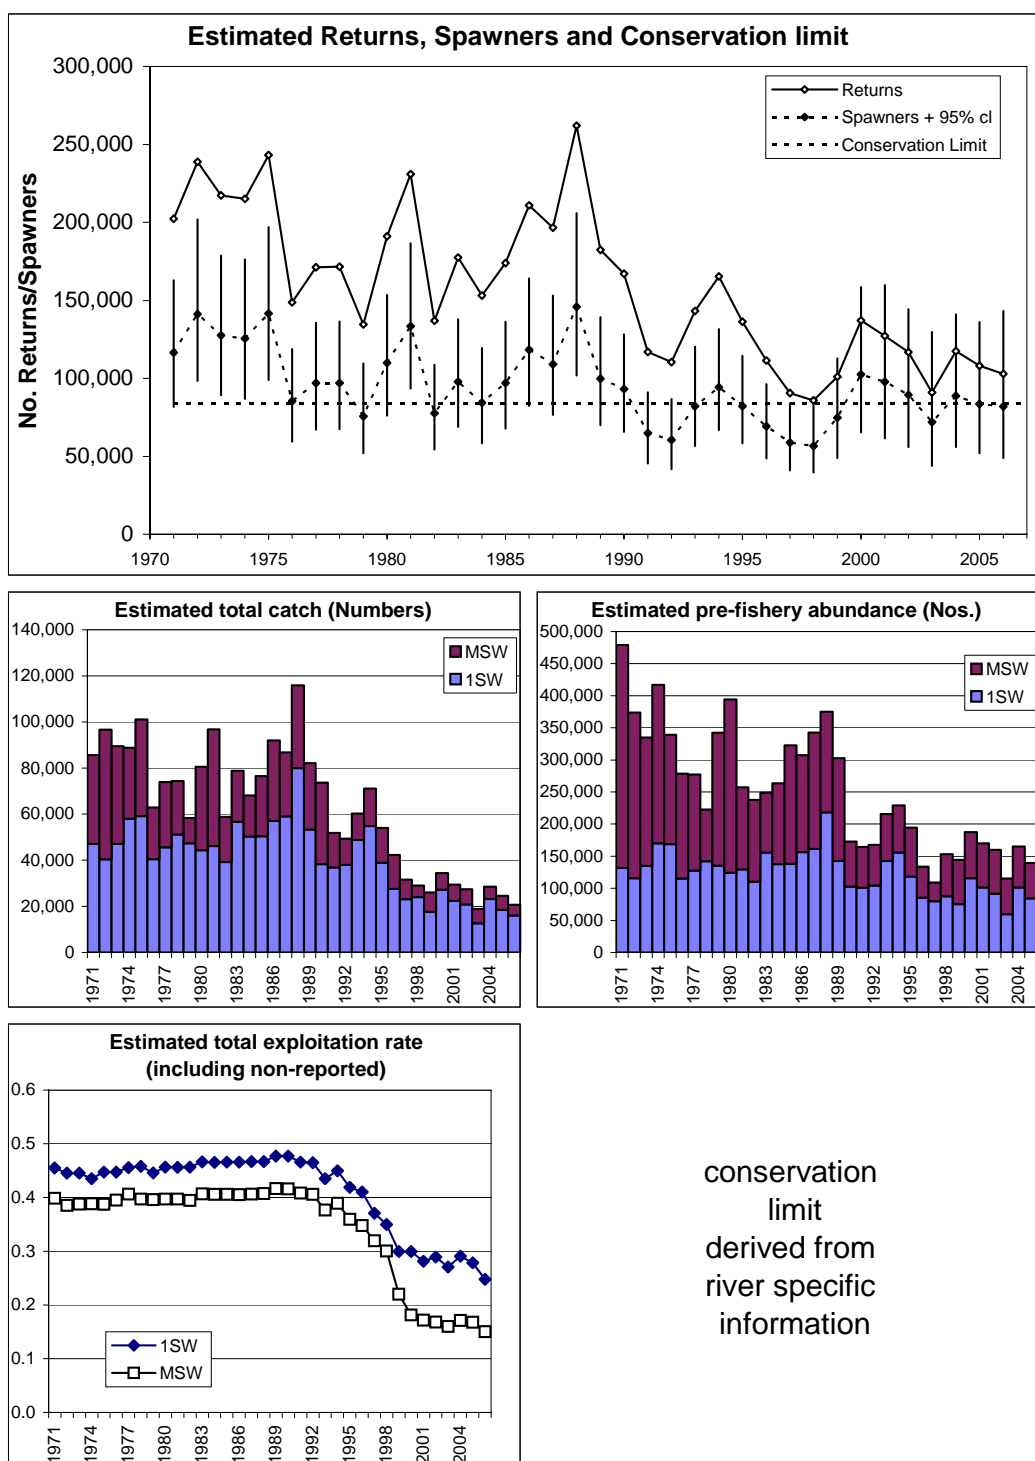 Estimated Returns, Spawners and Conservation limit
300,000
250,000
200,000
150,000
100,000
50,000
0
No. Returns/Spawners
Returns
Spawners + 95% cl
Conservation Limit
1970 1975 1980 1985 1990 1995 2000 2005
Estimated total catch (Numbers)
140,000
120,000
100,000
80,000
60,000
40,000
20,000
0
MSW
1SW
1971 1974 1977 1980 1983 1986 1989 1992 1995 1998 2001 2004
Estimated pre-fishery abundance (Nos.)
500,000
450,000
400,000
350,000
300,000
250,000
200,000
150,000
100,000
50,000
0
MSW
1SW
1971 1974 1977 1980 1983 1986 1989 1992 1995 1998 2001 2004
Estimated total exploitation rate
(including non-reported)
0.6
0.5
0.4
0.3
0.2
0.1
0.0
1SW
MSW
1971 1974 1977 1980 1983 1986 1989 1992 1995 1998 2001 2004
conservation
limit
derived from
river specific
information